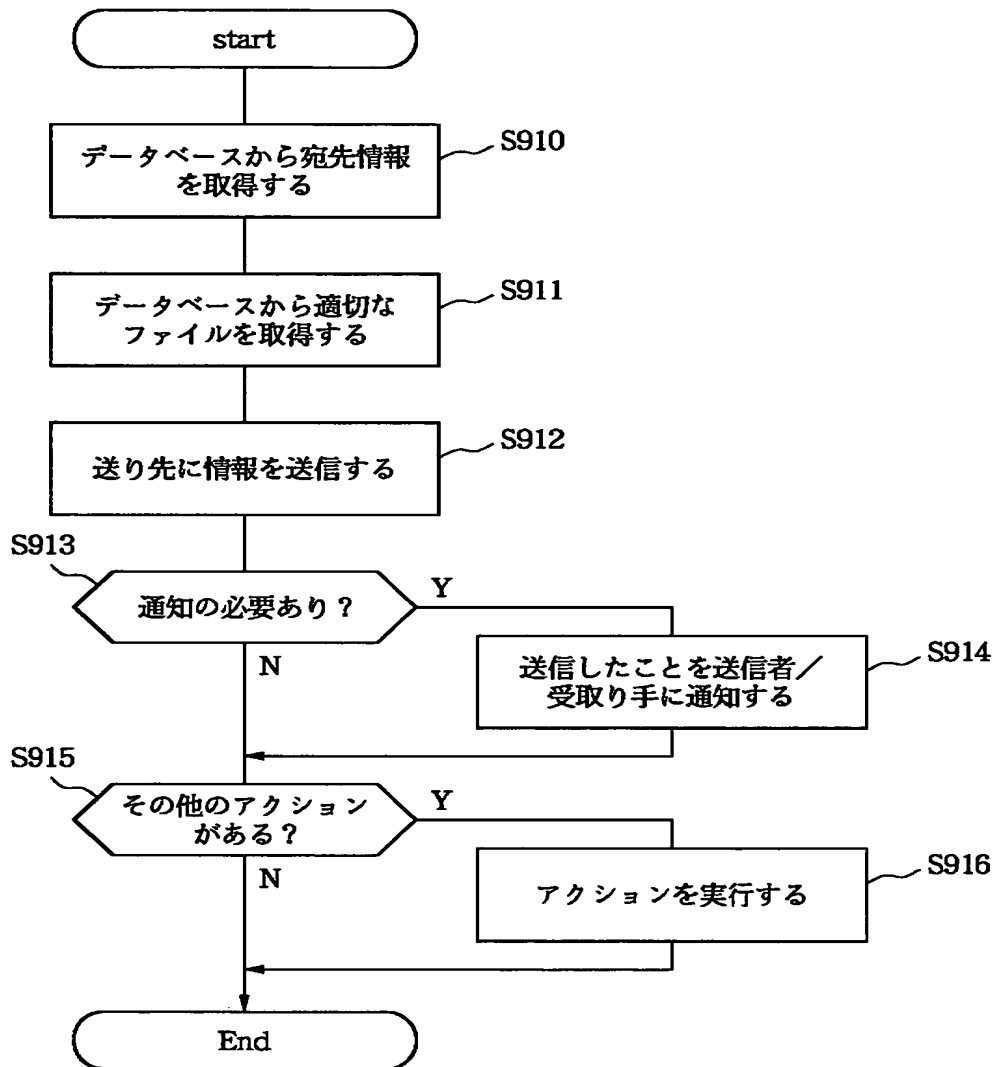 start
データベースから宛先情報
を取得する
S910
データベースから適切な
ファイルを取得する
S911
送り先に情報を送信する
S912
S913
通知の必要あり？
Y
N
送信したことを送信者／
受取り手に通知する
S914
S915
その他のアクション
がある？
Y
N
アクションを実行する
S916
End